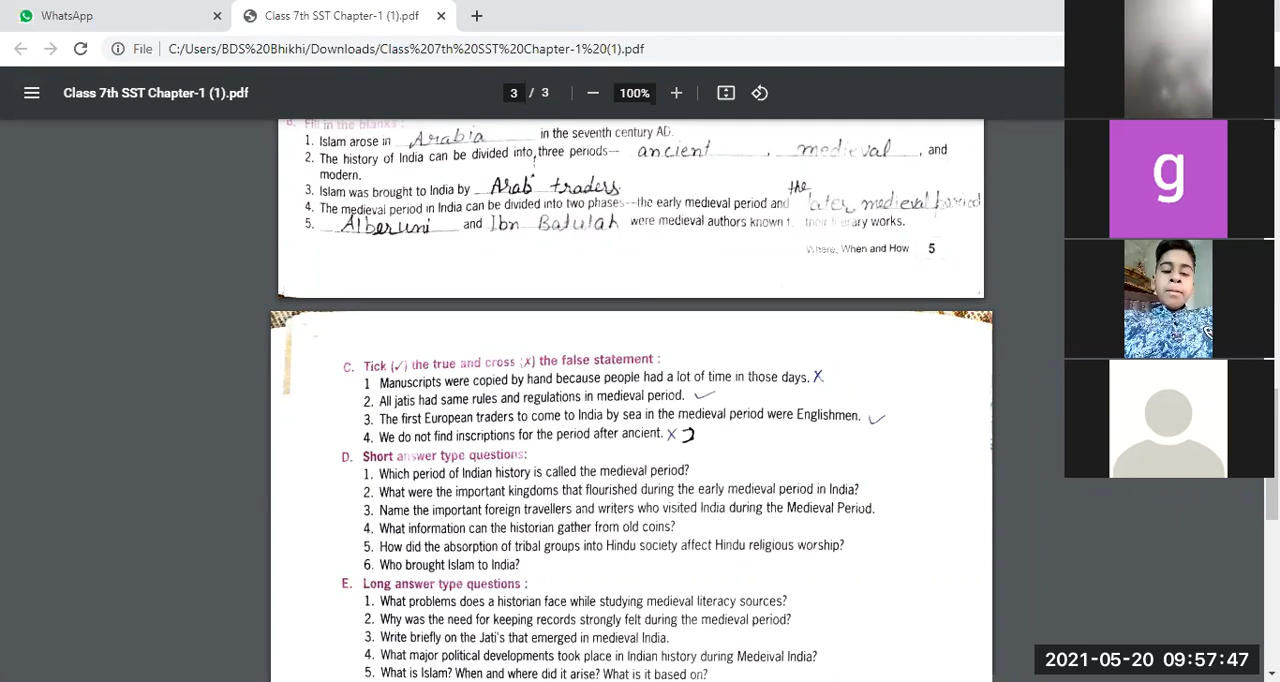 WhatsApp
Class 7th SST Chapter-1 (1).pdf
File C:/Users/BDS%20Bhikhi/Downloads/Class%207th%20SST%20Chapter-1%20(1).pdf
Class 7th SST Chapter-1 (1).pdf
3 / 3
100%
Fill in the blanks :
1. Islam arose in Arabia in the seventh century AD.
2. The history of India can be divided into three periods— ancient , medieval , and
modern.
3. Islam was brought to India by Arab traders.
4. The medieval period in India can be divided into two phases—the early medieval period and the later medieval period
5. Alberuni and Ibn Batutah were medieval authors known their literary works.
Where, When and How 5
C. Tick (✓) the true and cross (✗) the false statement :
1 Manuscripts were copied by hand because people had a lot of time in those days. ✗
2. All jatis had same rules and regulations in medieval period. ✓
3. The first European traders to come to India by sea in the medieval period were Englishmen. ✓
4. We do not find inscriptions for the period after ancient. ✗
D. Short answer type questions:
1. Which period of Indian history is called the medieval period?
2. What were the important kingdoms that flourished during the early medieval period in India?
3. Name the important foreign travellers and writers who visited India during the Medieval Period.
4. What information can the historian gather from old coins?
5. How did the absorption of tribal groups into Hindu society affect Hindu religious worship?
6. Who brought Islam to India?
E. Long answer type questions :
1. What problems does a historian face while studying medieval literacy sources?
2. Why was the need for keeping records strongly felt during the medieval period?
3. Write briefly on the Jati's that emerged in medieval India.
4. What major political developments took place in Indian history during Medeival India?
5. What is Islam? When and where did it arise? What is it based on?
g
2021-05-20 09:57:47